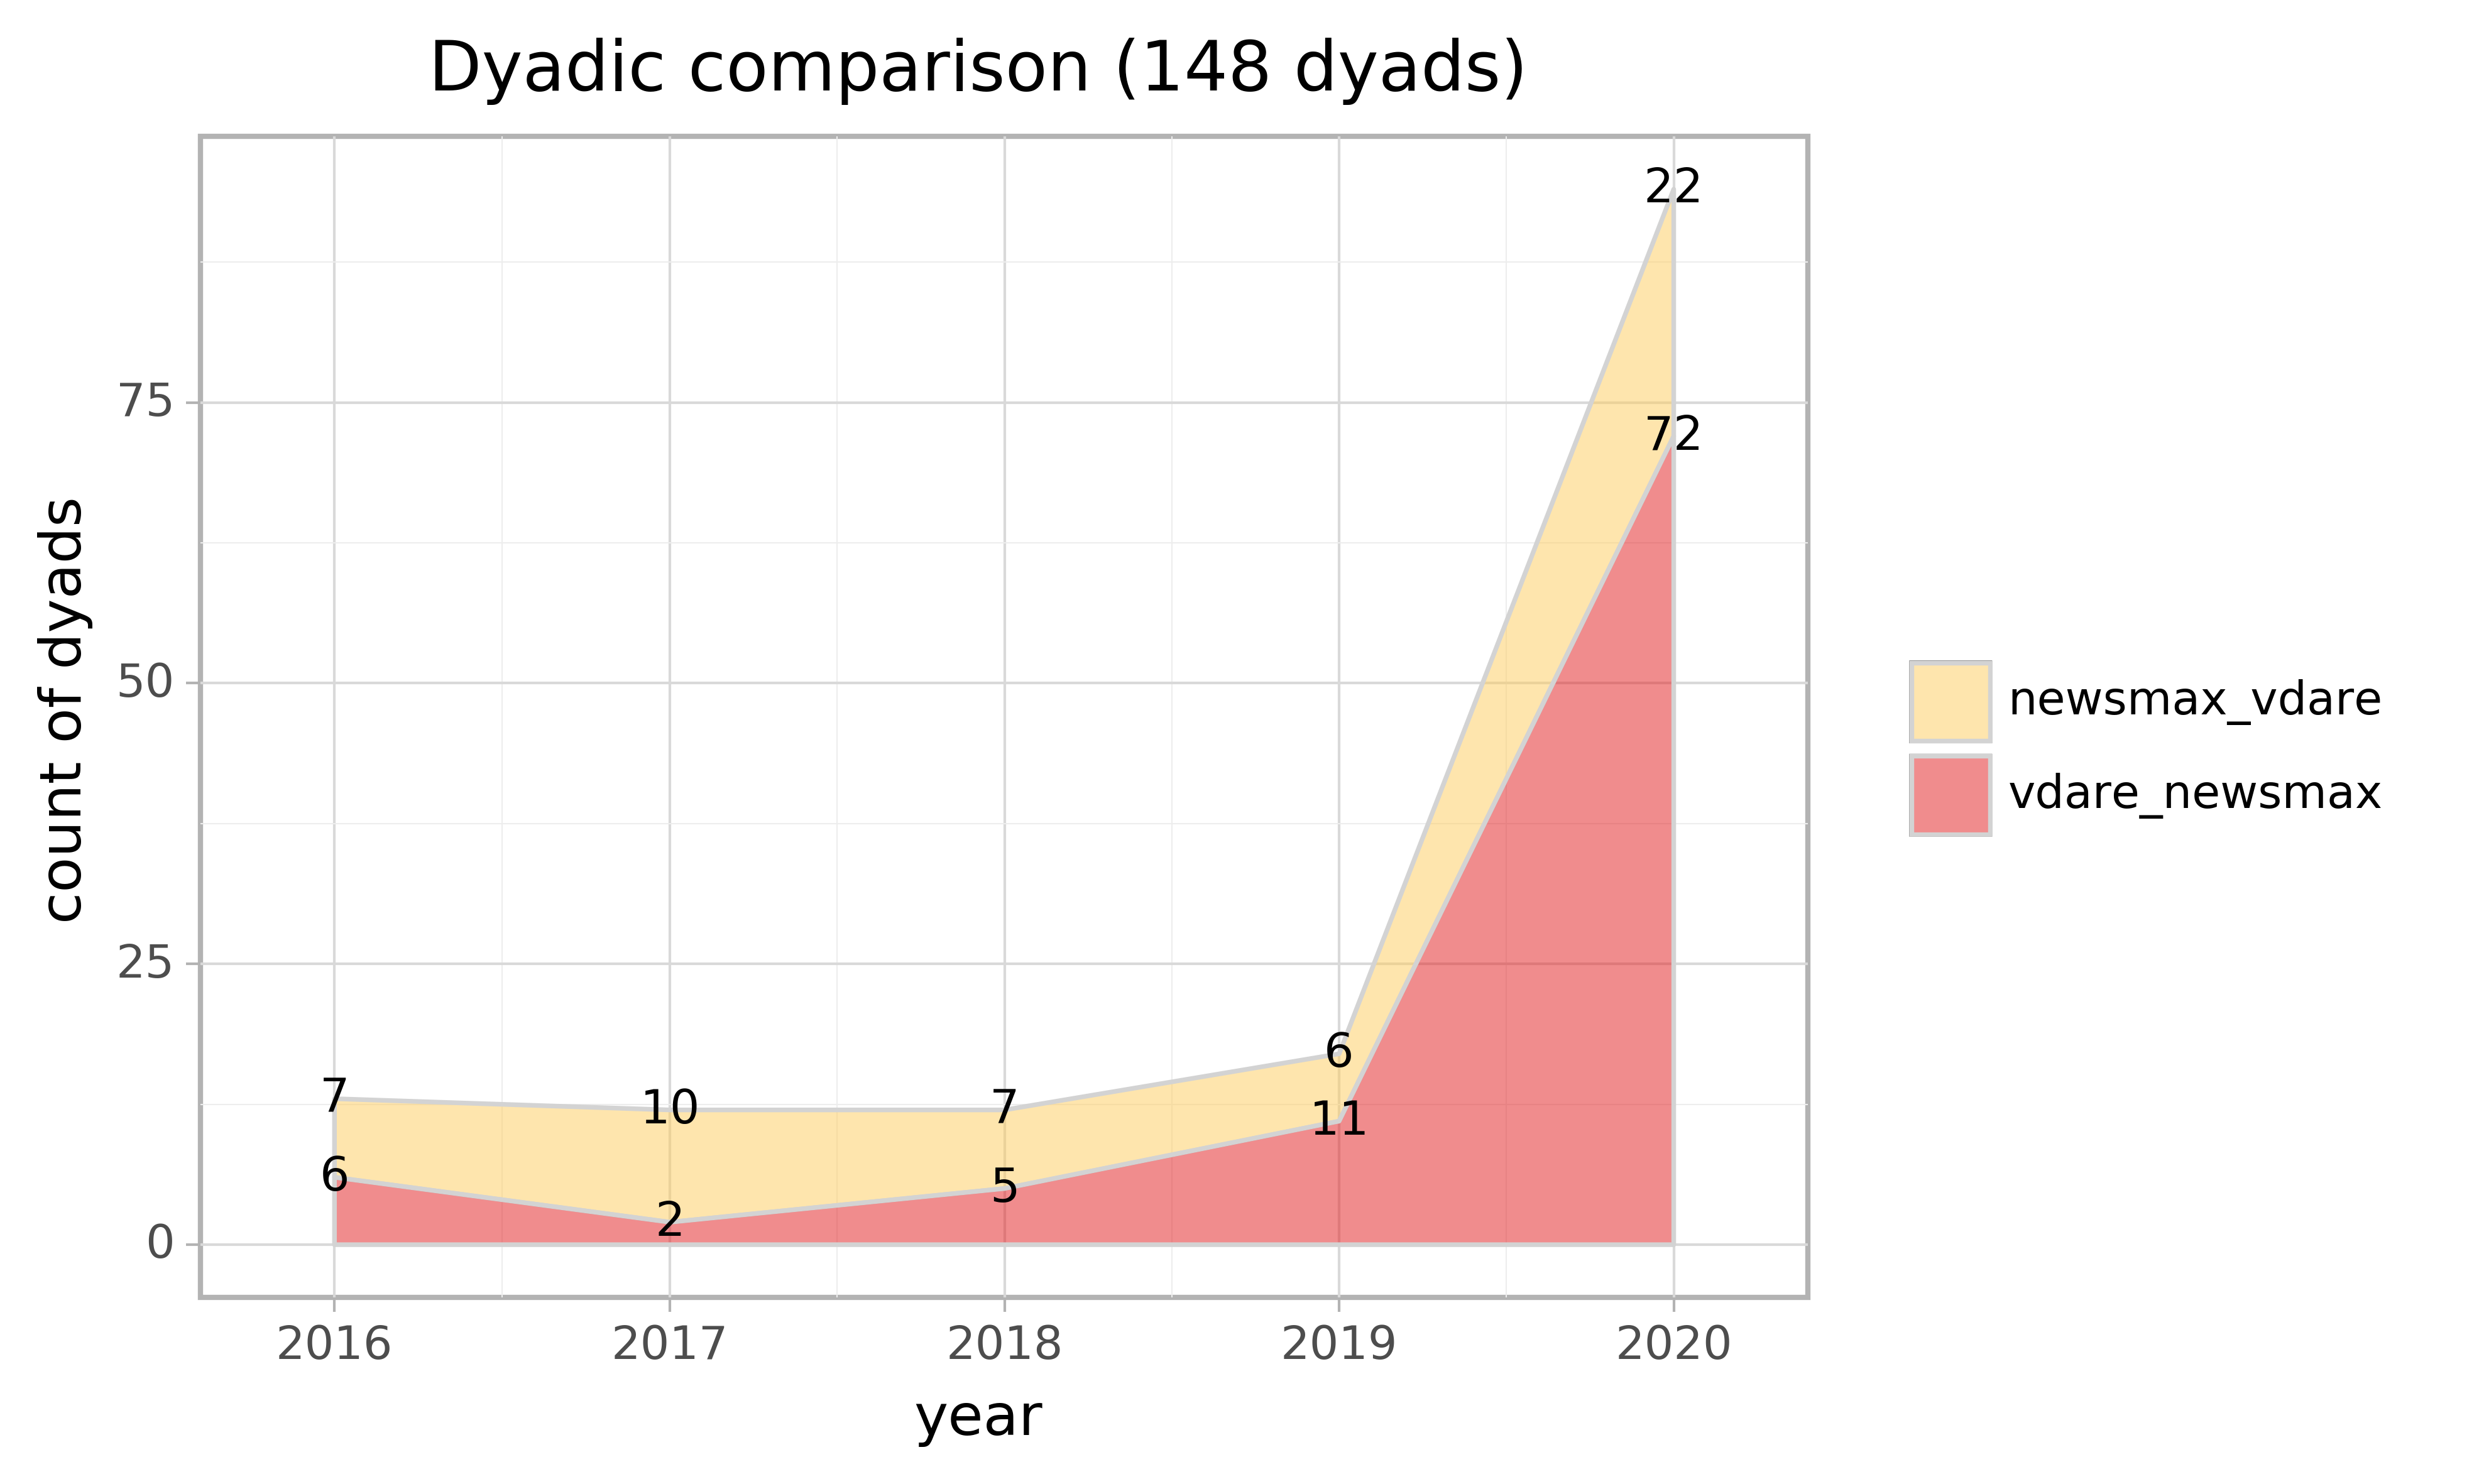 Dyadic comparison (148 dyads)
count of dyads
75
50
25
0
22
72
7
10
7
6
6
2
5
11
2016 2017 2018 2019 2020
year
newsmax_vdare
vdare_newsmax